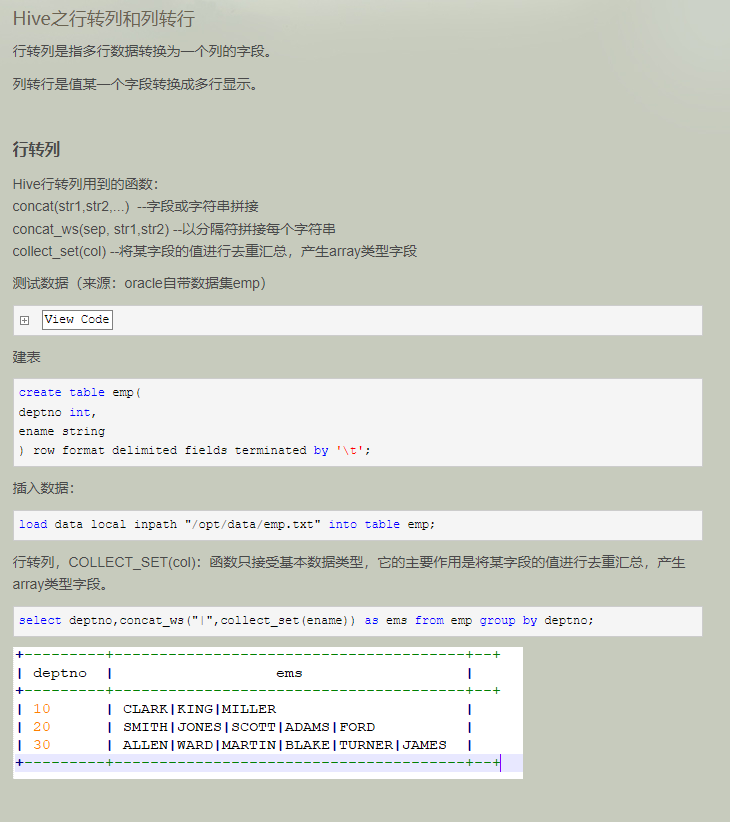 Hive之行转列和列转行
行转列是指多行数据转换为一个列的字段。
列转行是值某一个字段转换成多行显示。
行转列
Hive行转列用到的函数：
concat(str1,str2,...)  --字段或字符串拼接
concat_ws(sep, str1,str2) --以分隔符拼接每个字符串
collect_set(col) --将某字段的值进行去重汇总，产生array类型字段
测试数据（来源：oracle自带数据集emp）
View Code
建表
create table emp(
deptno int,
ename string
) row format delimited fields terminated by '\t';
插入数据：
load data local inpath "/opt/data/emp.txt" into table emp;
行转列，COLLECT_SET(col)：函数只接受基本数据类型，它的主要作用是将某字段的值进行去重汇总，产生
array类型字段。
select deptno,concat_ws("|",collect_set(ename)) as ems from emp group by deptno;
+---------+---------------------------------------+--+
| deptno  |                  ems                  |
+---------+---------------------------------------+--+
| 10      | CLARK|KING|MILLER                     |
| 20      | SMITH|JONES|SCOTT|ADAMS|FORD          |
| 30      | ALLEN|WARD|MARTIN|BLAKE|TURNER|JAMES  |
+---------+---------------------------------------+--+